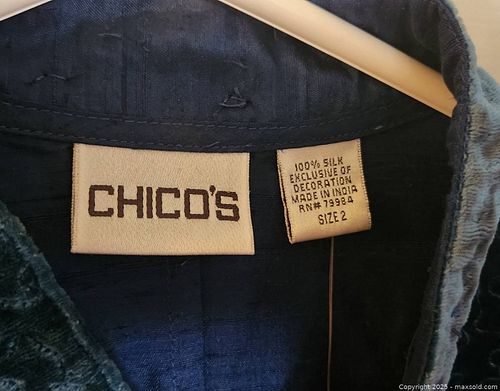 CHICO'S
100% SILK
EXCLUSIVE OF
DECORATION
MADE IN INDIA
RN# 79984
SIZE 2
Copyright © 2025 - maxsold.com